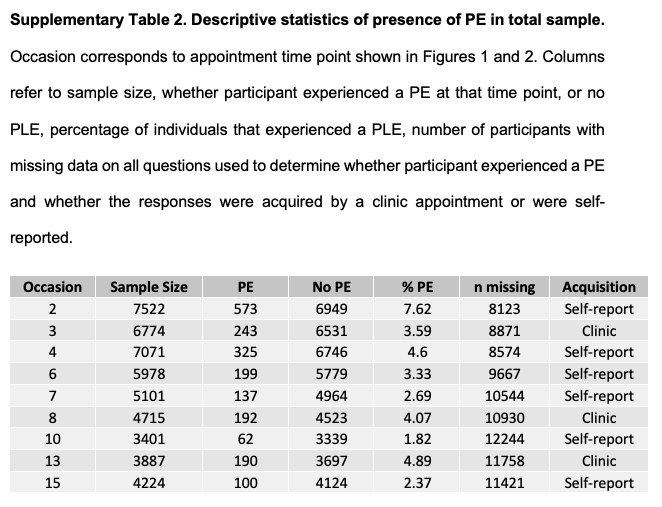 Supplementary Table 2. Descriptive statistics of presence of PE in total sample.
Occasion corresponds to appointment time point shown in Figures 1 and 2. Columns
refer to sample size, whether participant experienced a PE at that time point, or no
PLE, percentage of individuals that experienced a PLE, number of participants with
missing data on all questions used to determine whether participant experienced a PE
and whether the responses were acquired by a clinic appointment or were self-
reported.
Occasion Sample Size PE No PE % PE n missing Acquisition
2 7522 573 6949 7.62 8123 Self-report
3 6774 243 6531 3.59 8871 Clinic
4 7071 325 6746 4.6 8574 Self-report
6 5978 199 5779 3.33 9667 Self-report
7 5101 137 4964 2.69 10544 Self-report
8 4715 192 4523 4.07 10930 Clinic
10 3401 62 3339 1.82 12244 Self-report
13 3887 190 3697 4.89 11758 Clinic
15 4224 100 4124 2.37 11421 Self-report